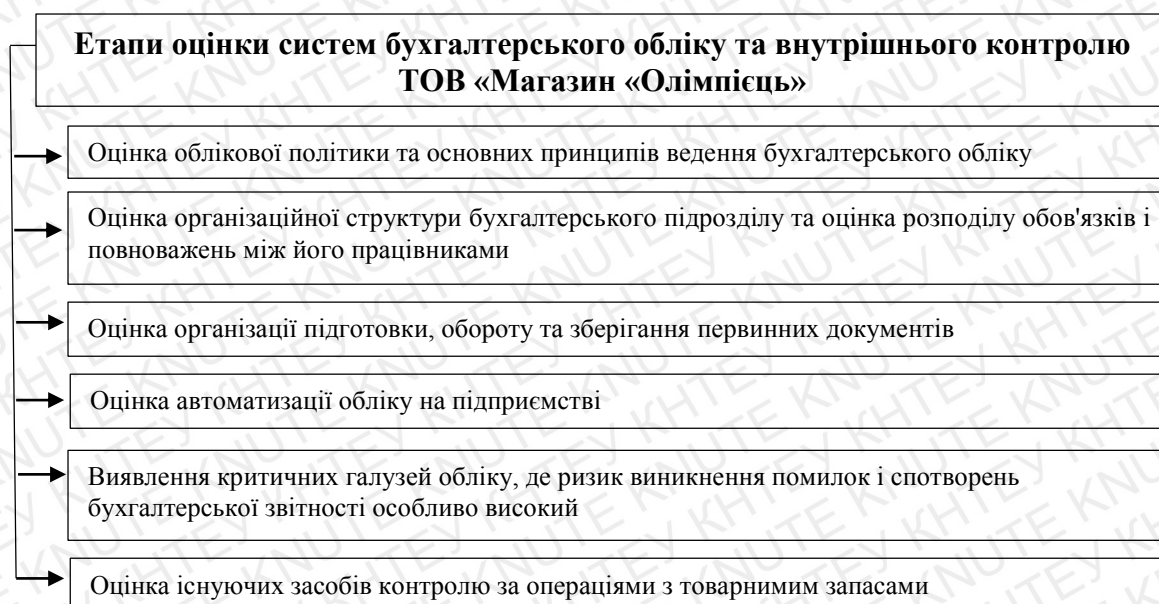 Етапи оцінки систем бухгалтерського обліку та внутрішнього контролю
ТОВ «Магазин «Олімпієць»
Оцінка облікової політики та основних принципів ведення бухгалтерського обліку
Оцінка організаційної структури бухгалтерського підрозділу та оцінка розподілу обов'язків і
повноважень між його працівниками
Оцінка організації підготовки, обороту та зберігання первинних документів
Оцінка автоматизації обліку на підприємстві
Виявлення критичних галузей обліку, де ризик виникнення помилок і спотворень
бухгалтерської звітності особливо високий
Оцінка існуючих засобів контролю за операціями з товарним запасами